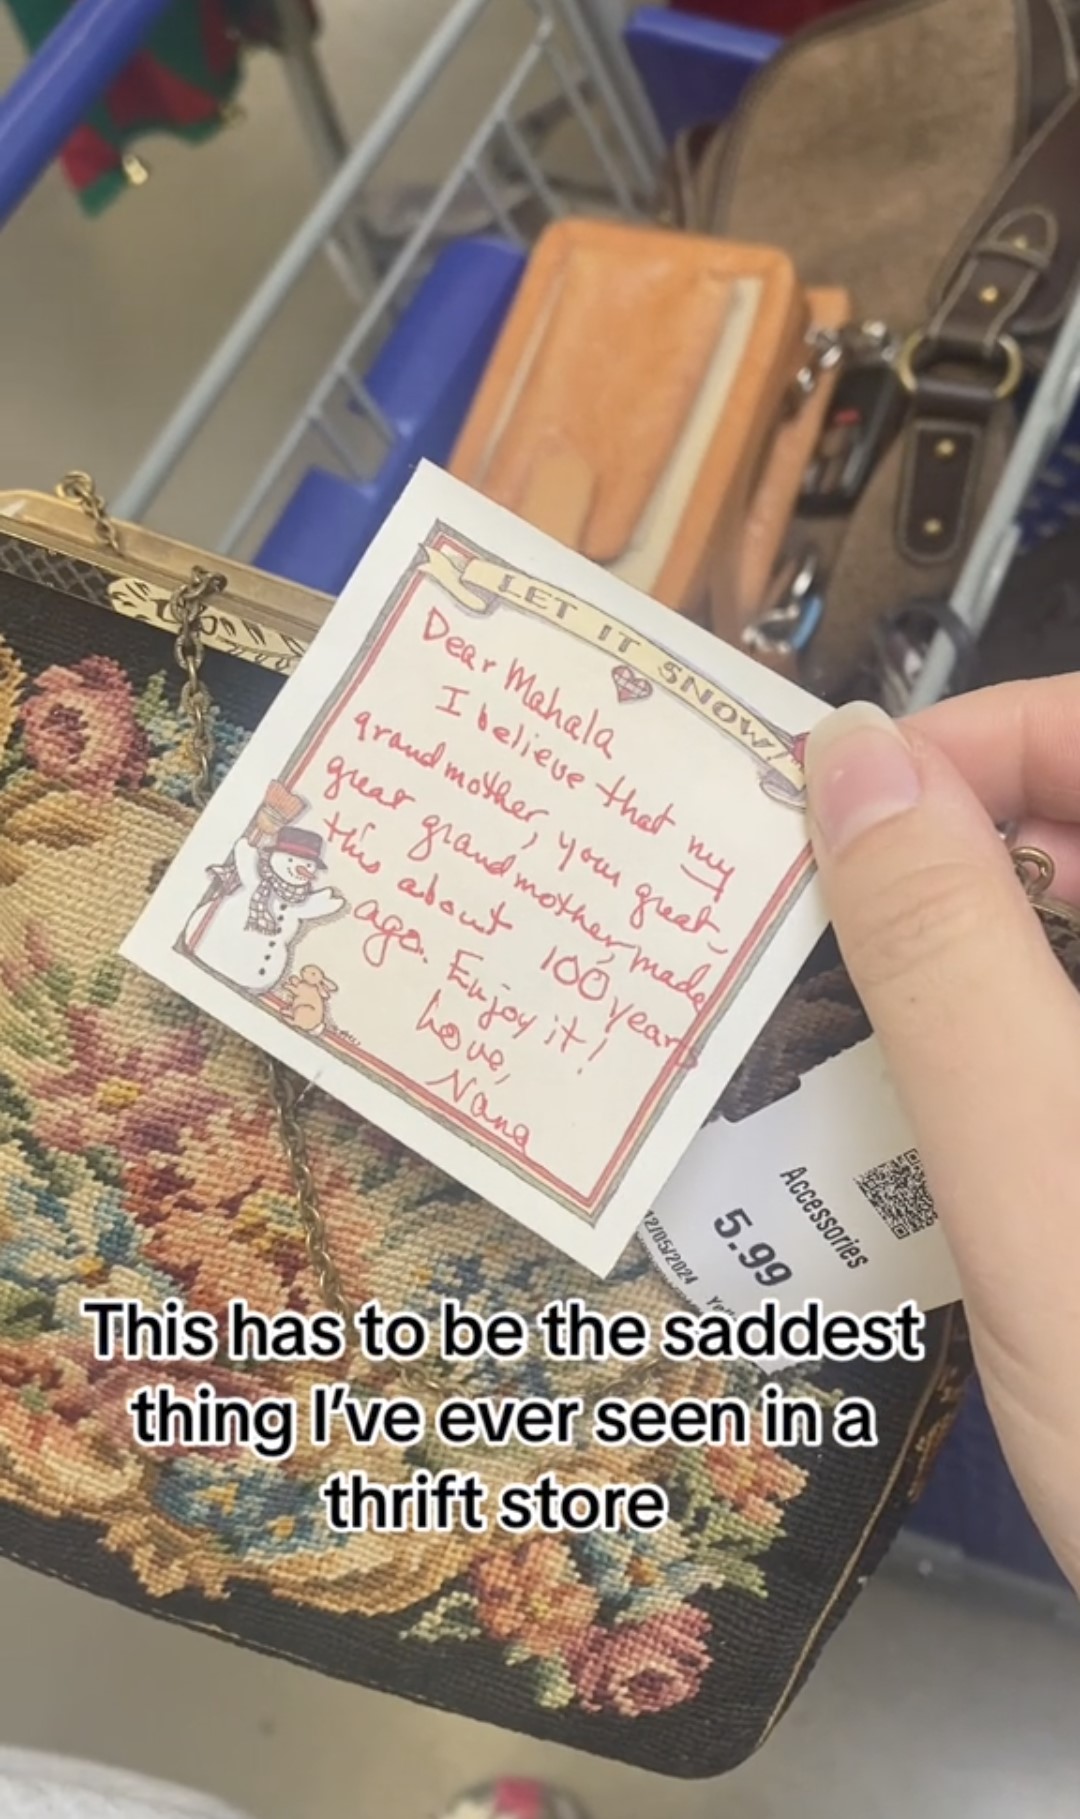 LET IT SNOW!
Dear Mahala
I believe that my
grandmother, your great-
great grandmother, made
this about 100 years
ago. Enjoy it!
Love,
Nana
Accessories
5.99
12/05/2024
This has to be the saddest
thing I've ever seen in a
thrift store